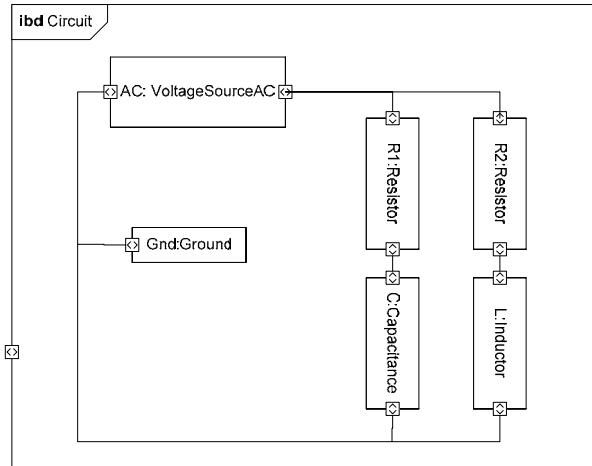 ibd Circuit
AC: VoltageSourceAC
R1:Resistor
R2:Resistor
Gnd:Ground
C:Capacitance
L:Inductor